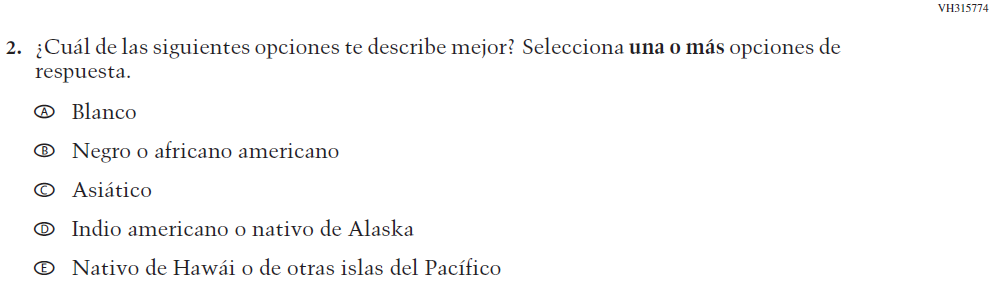 VH315774
2. ¿Cuál de las siguientes opciones te describe mejor? Selecciona una o más opciones de
respuesta.
A Blanco
B Negro o africano americano
C Asiático
D Indio americano o nativo de Alaska
E Nativo de Hawái o de otras islas del Pacífico